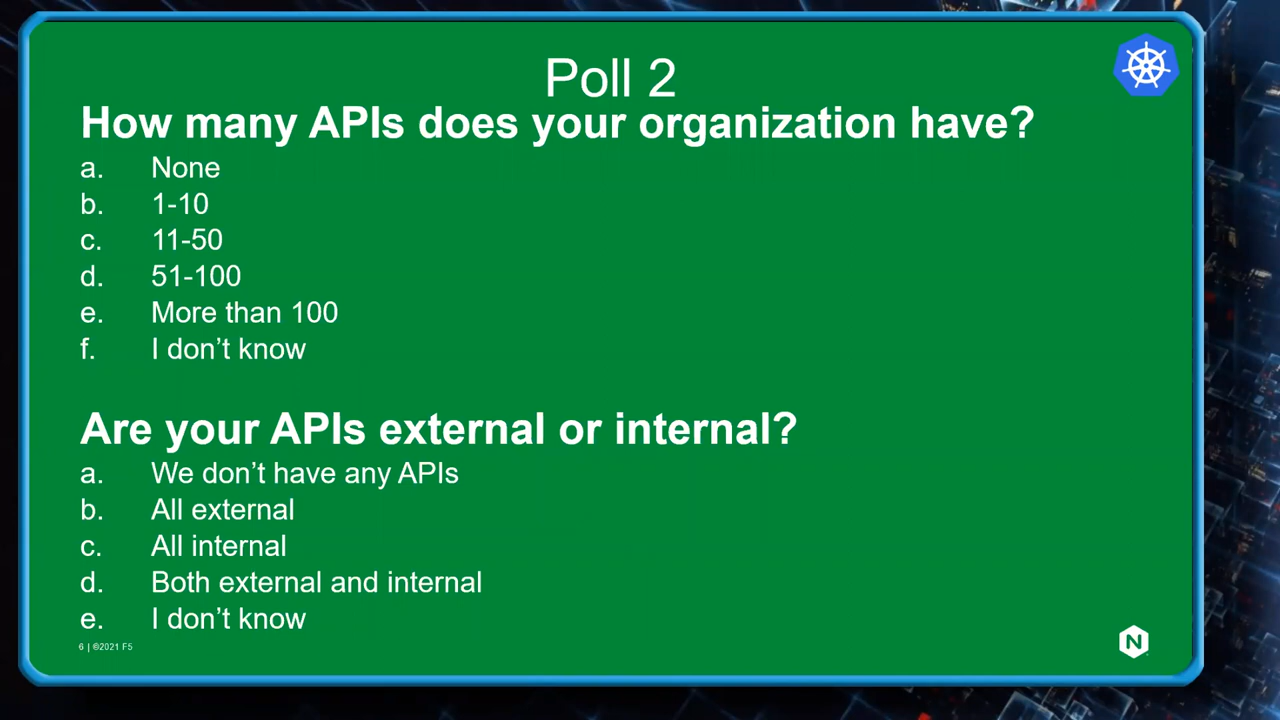 Poll 2
How many APIs does your organization have?
a. None
b. 1-10
c. 11-50
d. 51-100
e. More than 100
f. I don’t know
Are your APIs external or internal?
a. We don’t have any APIs
b. All external
c. All internal
d. Both external and internal
e. I don’t know
6 | ©2021 F5
N